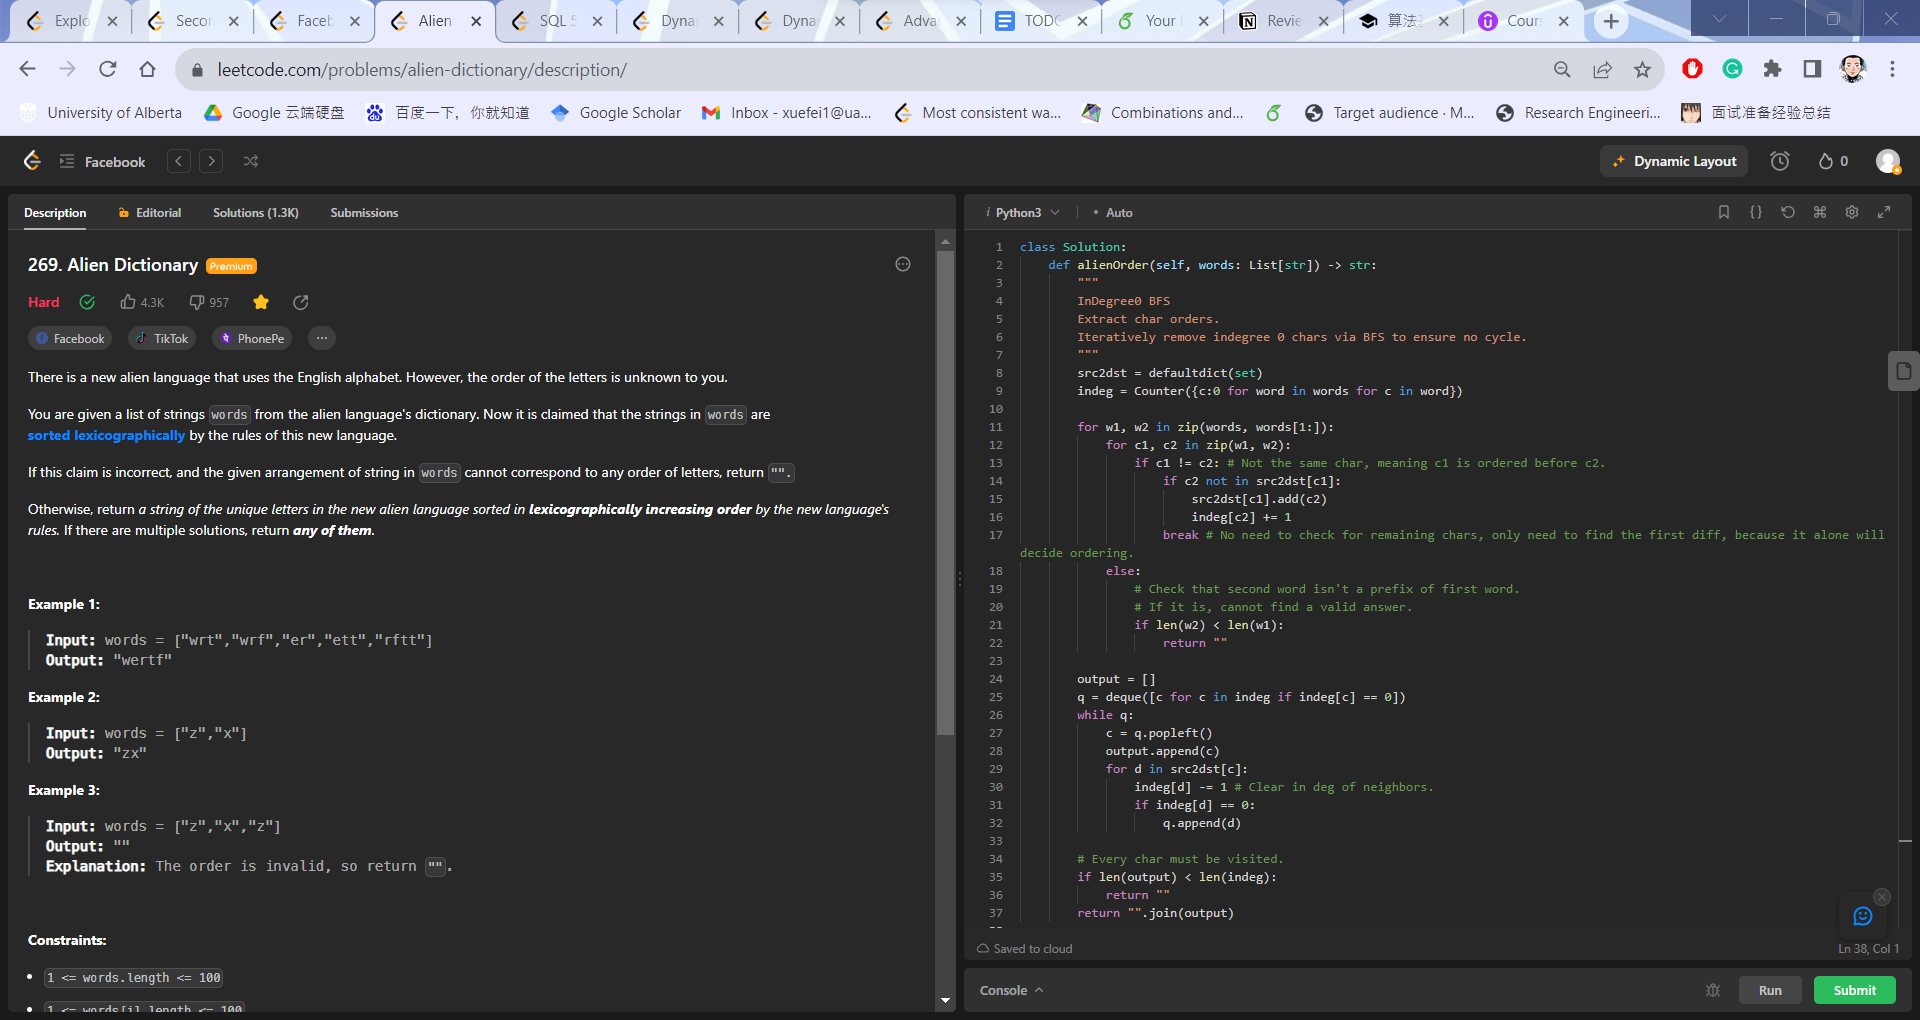 Explo
Secon
Faceb
Alien
SQL 5
Dyna
Dyna
Adva
TODO
Your
Revie
算法
Cour
leetcode.com/problems/alien-dictionary/description/
University of Alberta
Google 云端硬盘
百度一下，你就知道
Google Scholar
Inbox - xuefei1@ua...
Most consistent wa...
Combinations and...
Target audience · M...
Research Engineeri...
面试准备经验总结
Facebook
Dynamic Layout
0
Description
Editorial
Solutions (1.3K)
Submissions
269. Alien Dictionary Premium
Hard 4.3K 957
Facebook TikTok PhonePe ...
There is a new alien language that uses the English alphabet. However, the order of the letters is unknown to you.
You are given a list of strings words from the alien language's dictionary. Now it is claimed that the strings in words are
sorted lexicographically by the rules of this new language.
If this claim is incorrect, and the given arrangement of string in words cannot correspond to any order of letters, return "".
Otherwise, return a string of the unique letters in the new alien language sorted in lexicographically increasing order by the new language's
rules. If there are multiple solutions, return any of them.
Example 1:
Input: words = ["wrt","wrf","er","ett","rftt"]
Output: "wertf"
Example 2:
Input: words = ["z","x"]
Output: "zx"
Example 3:
Input: words = ["z","x","z"]
Output: ""
Explanation: The order is invalid, so return "".
Constraints:
1 <= words.length <= 100
1 <= words[i].length <= 100
i Python3 • Auto
1 class Solution:
2 def alienOrder(self, words: List[str]) -> str:
3 """
4 InDegree0 BFS
5 Extract char orders.
6 Iteratively remove indegree 0 chars via BFS to ensure no cycle.
7 """
8 src2dst = defaultdict(set)
9 indeg = Counter({c:0 for word in words for c in word})
10
11 for w1, w2 in zip(words, words[1:]):
12 for c1, c2 in zip(w1, w2):
13 if c1 != c2: # Not the same char, meaning c1 is ordered before c2.
14 if c2 not in src2dst[c1]:
15 src2dst[c1].add(c2)
16 indeg[c2] += 1
17 break # No need to check for remaining chars, only need to find the first diff, because it alone will
decide ordering.
18 else:
19 # Check that second word isn't a prefix of first word.
20 # If it is, cannot find a valid answer.
21 if len(w2) < len(w1):
22 return ""
23
24 output = []
25 q = deque([c for c in indeg if indeg[c] == 0])
26 while q:
27 c = q.popleft()
28 output.append(c)
29 for d in src2dst[c]:
30 indeg[d] -= 1 # Clear in deg of neighbors.
31 if indeg[d] == 0:
32 q.append(d)
33
34 # Every char must be visited.
35 if len(output) < len(indeg):
36 return ""
37 return "".join(output)
Saved to cloud
Ln 38, Col 1
Console
Run
Submit